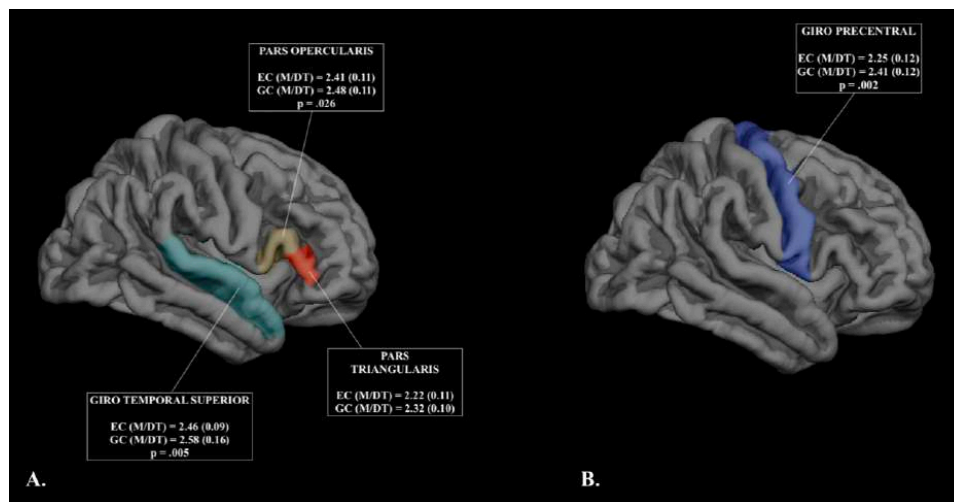 PARS OPERCULARIS
EC (M/DT) = 2.41 (0.11)
GC (M/DT) = 2.48 (0.11)
p = .026
GIRO TEMPORAL SUPERIOR
EC (M/DT) = 2.46 (0.09)
GC (M/DT) = 2.58 (0.16)
p = .005
PARS
TRIANGULARIS
EC (M/DT) = 2.22 (0.11)
GC (M/DT) = 2.32 (0.10)
A.
GIRO PRECENTRAL
EC (M/DT) = 2.25 (0.12)
GC (M/DT) = 2.41 (0.12)
p = .002
B.